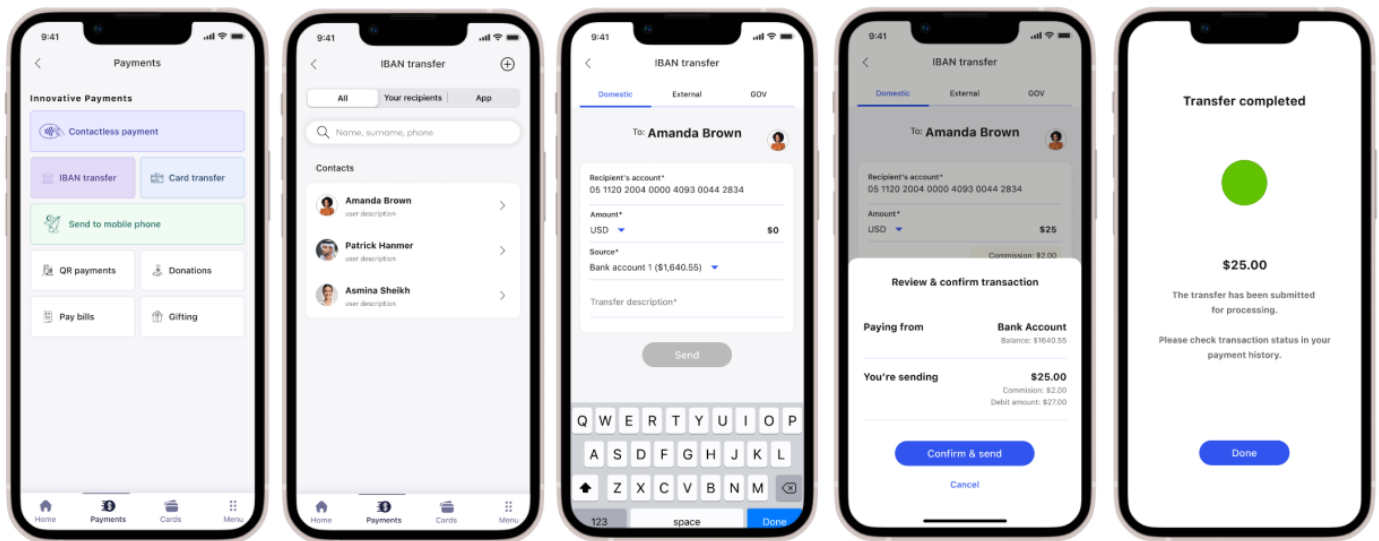 9:41
Payments
Innovative Payments
Contactless payment
IBAN transfer
Card transfer
Send to mobile
phone
QR payments
Donations
Pay bills
Gifting
Home
Payments
Cards
Menu
9:41
IBAN transfer
All
Your recipients
App
Name, surname, phone
Contacts
Amanda Brown
user description
Patrick Hanmer
user description
Asmina Sheikh
user description
Home
Payments
Cards
Menu
9:41
IBAN transfer
Domestic
External
GOV
To: Amanda Brown
Recipient's account*
05 1120 2004 0000 4093 0044 2834
Amount*
USD
$0
Source*
Bank account 1 ($1,640.55)
Transfer description*
Send
Q W E R T Y U I O P
A S D F G H J K L
Z X C V B N M
123
space
Done
9:41
IBAN transfer
Domestic
External
GOV
To: Amanda Brown
Recipient's account*
05 1120 2004 0000 4093 0044 2834
Amount*
USD
$25
Commission: $2.00
Review & confirm transaction
Paying from
Bank Account
Balance: $1640.55
You're sending
$25.00
Commision: $2.00
Debit amount: $27.00
Confirm & send
Cancel
Transfer completed
$25.00
The transfer has been submitted
for processing.
Please check transaction status in your
payment history.
Done